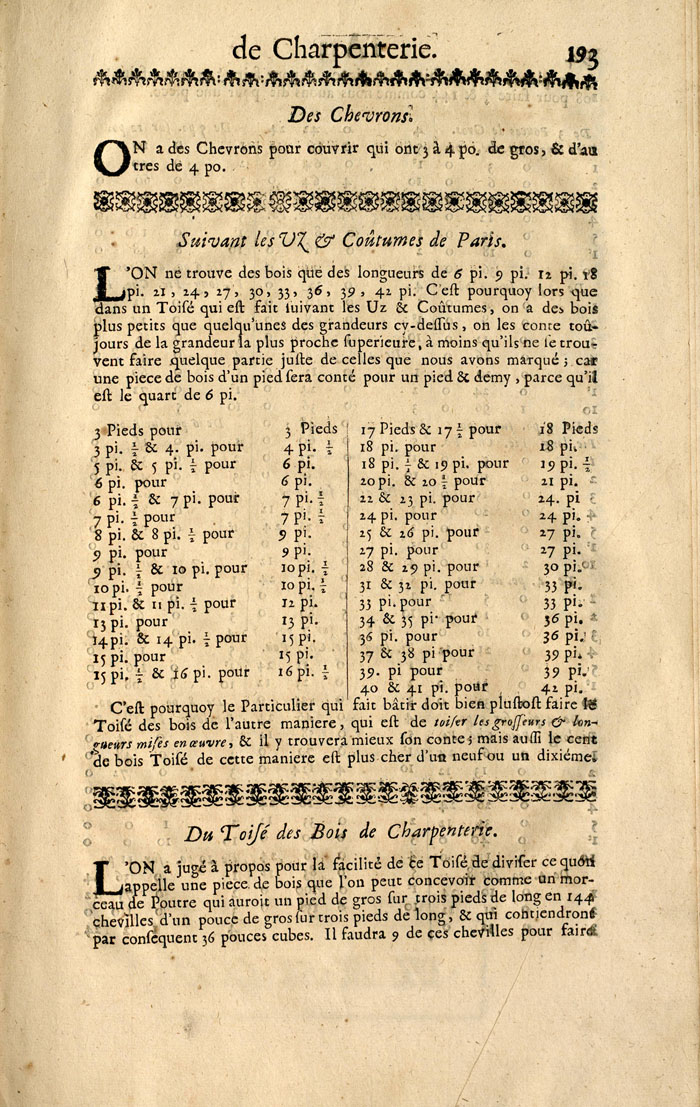 de Charpenterie. 193
Des Chevrons.
ON a des Chevrons pour couvrir qui ont 3 à 4 po. de gros, & d'au
tres de 4 po.
Suivant les UZ & Coûtumes de Paris.
L'ON ne trouve des bois que des longueurs de 6 pi. 9 pi. 12 pi. 18
pi. 21, 24, 27, 30, 33, 36, 39, 42 pi. C'est pourquoy lors que
dans un Toisé qui est fait suivant les Uz & Coûtumes, on a des bois
plus petits que quelqu'unes des grandeurs cy-dessus, on les conte toû-
jours de la grandeur la plus proche superieure, à moins qu'ils ne se trou-
vent faire quelque partie juste de celles que nous avons marqué; car
une piece de bois d'un pied sera conté pour un pied & demy, parce qu'il
est le quart de 6 pi.
3 Pieds pour 3 Pieds
3 pi. ½ & 4. pi. pour 4 pi. ½
5 pi. & 5 pi. ½ pour 6 pi.
6 pi. pour 6 pi.
6 pi. ½ & 7 pi. pour 7 pi. ½
7 pi. ½ pour 7 pi. ½
8 pi. & 8 pi. ½ pour 9 pi.
9 pi. pour 9 pi.
9 pi. ½ & 10 pi. pour 10 pi. ½
10 pi. ½ pour 10 pi. ½
11 pi. & 11 pi. ½ pour 12 pi.
13 pi. pour 13 pi.
14 pi. & 14 pi. ½ pour 15 pi.
15 pi. pour 15 pi.
15 pi. ½ & 16 pi. pour 16 pi. ½
17 Pieds & 17 ½ pour 18 Pieds
18 pi. pour 18 pi.
18 pi. ½ & 19 pi. pour 19 pi. ½
20 pi. & 20 ½ pour 21 pi.
22 & 23 pi. pour 24. pi
24 pi. pour 24 pi.
25 & 26 pi. pour 27 pi.
27 pi. pour 27 pi.
28 & 29 pi. pour 30 pi.
31 & 32 pi. pour 33 pi.
33 pi. pour 33 pi.
34 & 35 pi. pour 36 pi.
36 pi. pour 36 pi.
37 & 38 pi pour 39 pi.
39. pi pour 39 pi.
40 & 41 pi. pour 42 pi.
C'est pourquoy le Particulier qui fait bâtir doit bien plustost faire le
Toisé des bois de l'autre maniere, qui est de toiser les grosseurs & lon-
gueurs mises en œuvre, & il y trouvera mieux son conte; mais aussi le cent
de bois Toisé de cette maniere est plus cher d'un neuf ou un dixiéme.
Du Toisé des Bois de Charpenterie.
L'ON a jugé à propos pour la facilité de ce Toisé de diviser ce quon
appelle une piece de bois que l'on peut concevoir comme un mor-
ceau de Poutre qui auroit un pied de gros sur trois pieds de long en 144
chevilles d'un pouce de gros sur trois pieds de long, & qui contiendront
par consequent 36 pouces cubes. Il faudra 9 de ces chevilles pour faire